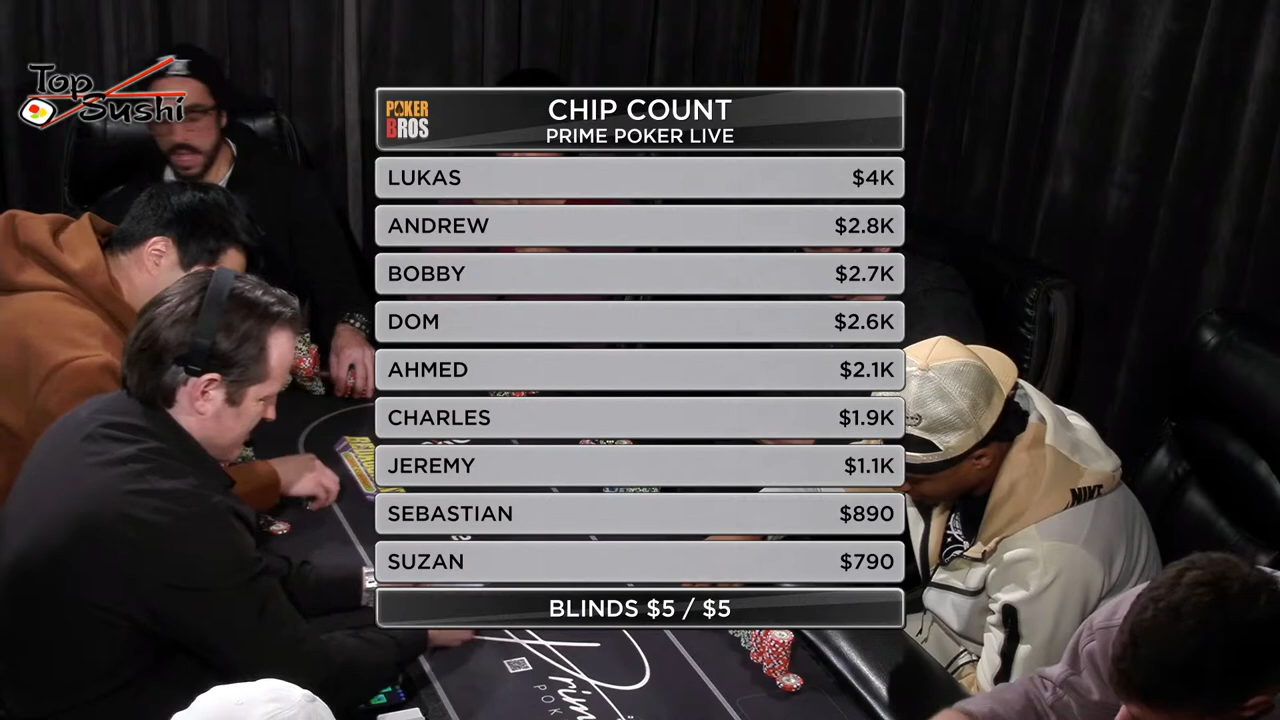 Top
Sushi
POKER
BROS
CHIP COUNT
PRIME POKER LIVE
LUKAS $4K
ANDREW $2.8K
BOBBY $2.7K
DOM $2.6K
AHMED $2.1K
CHARLES $1.9K
JEREMY $1.1K
SEBASTIAN $890
SUZAN $790
BLINDS $5 / $5
NIKE
POK